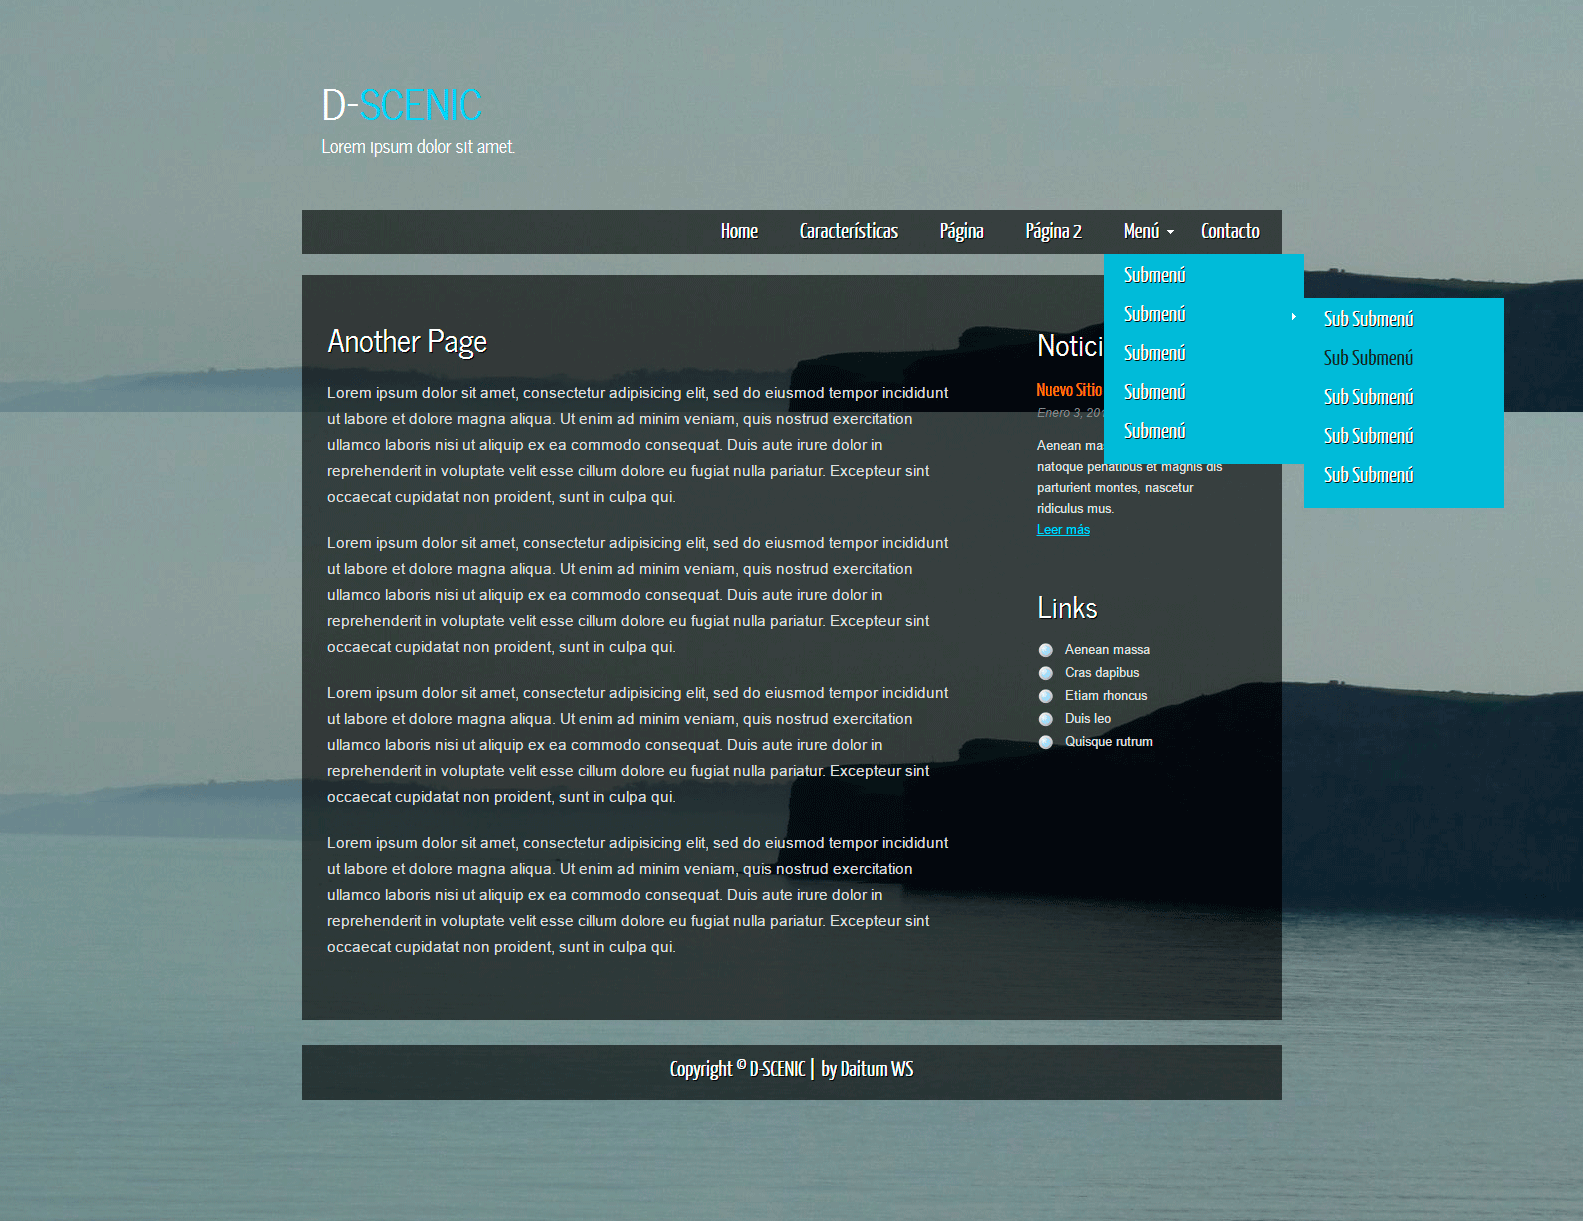 D-SCENIC
Lorem ipsum dolor sit amet.
Home Características Página Página 2 Menú Contacto
Submenú
Submenú
Submenú
Submenú
Submenú
Sub Submenú
Sub Submenú
Sub Submenú
Sub Submenú
Sub Submenú
Another Page
Lorem ipsum dolor sit amet, consectetur adipisicing elit, sed do eiusmod tempor incididunt
ut labore et dolore magna aliqua. Ut enim ad minim veniam, quis nostrud exercitation
ullamco laboris nisi ut aliquip ex ea commodo consequat. Duis aute irure dolor in
reprehenderit in voluptate velit esse cillum dolore eu fugiat nulla pariatur. Excepteur sint
occaecat cupidatat non proident, sunt in culpa qui.
Lorem ipsum dolor sit amet, consectetur adipisicing elit, sed do eiusmod tempor incididunt
ut labore et dolore magna aliqua. Ut enim ad minim veniam, quis nostrud exercitation
ullamco laboris nisi ut aliquip ex ea commodo consequat. Duis aute irure dolor in
reprehenderit in voluptate velit esse cillum dolore eu fugiat nulla pariatur. Excepteur sint
occaecat cupidatat non proident, sunt in culpa qui.
Lorem ipsum dolor sit amet, consectetur adipisicing elit, sed do eiusmod tempor incididunt
ut labore et dolore magna aliqua. Ut enim ad minim veniam, quis nostrud exercitation
ullamco laboris nisi ut aliquip ex ea commodo consequat. Duis aute irure dolor in
reprehenderit in voluptate velit esse cillum dolore eu fugiat nulla pariatur. Excepteur sint
occaecat cupidatat non proident, sunt in culpa qui.
Lorem ipsum dolor sit amet, consectetur adipisicing elit, sed do eiusmod tempor incididunt
ut labore et dolore magna aliqua. Ut enim ad minim veniam, quis nostrud exercitation
ullamco laboris nisi ut aliquip ex ea commodo consequat. Duis aute irure dolor in
reprehenderit in voluptate velit esse cillum dolore eu fugiat nulla pariatur. Excepteur sint
occaecat cupidatat non proident, sunt in culpa qui.
Notici
Nuevo Sitio
Enero 3, 20
Aenean ma
natoque penatibus et magnis dis
parturient montes, nascetur
ridiculus mus.
Leer más
Links
Aenean massa
Cras dapibus
Etiam rhoncus
Duis leo
Quisque rutrum
Copyright © D-SCENIC | by Daitum WS